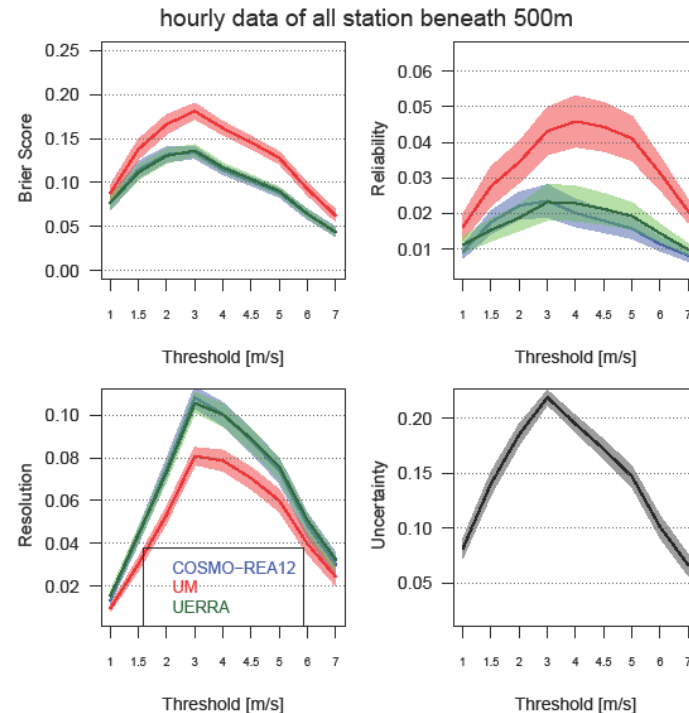 hourly data of all station beneath 500m
Brier Score
0.25
0.20
0.15
0.10
0.05
0.00
1 1.5 2 3 4 4.5 5 6 7
Threshold [m/s]
Reliability
0.06
0.05
0.04
0.03
0.02
0.01
1 1.5 2 3 4 4.5 5 6 7
Threshold [m/s]
Resolution
0.10
0.08
0.06
0.04
0.02
COSMO-REA12
UM
UERRA
1 1.5 2 3 4 4.5 5 6 7
Threshold [m/s]
Uncertainty
0.20
0.15
0.10
0.05
1 1.5 2 3 4 4.5 5 6 7
Threshold [m/s]